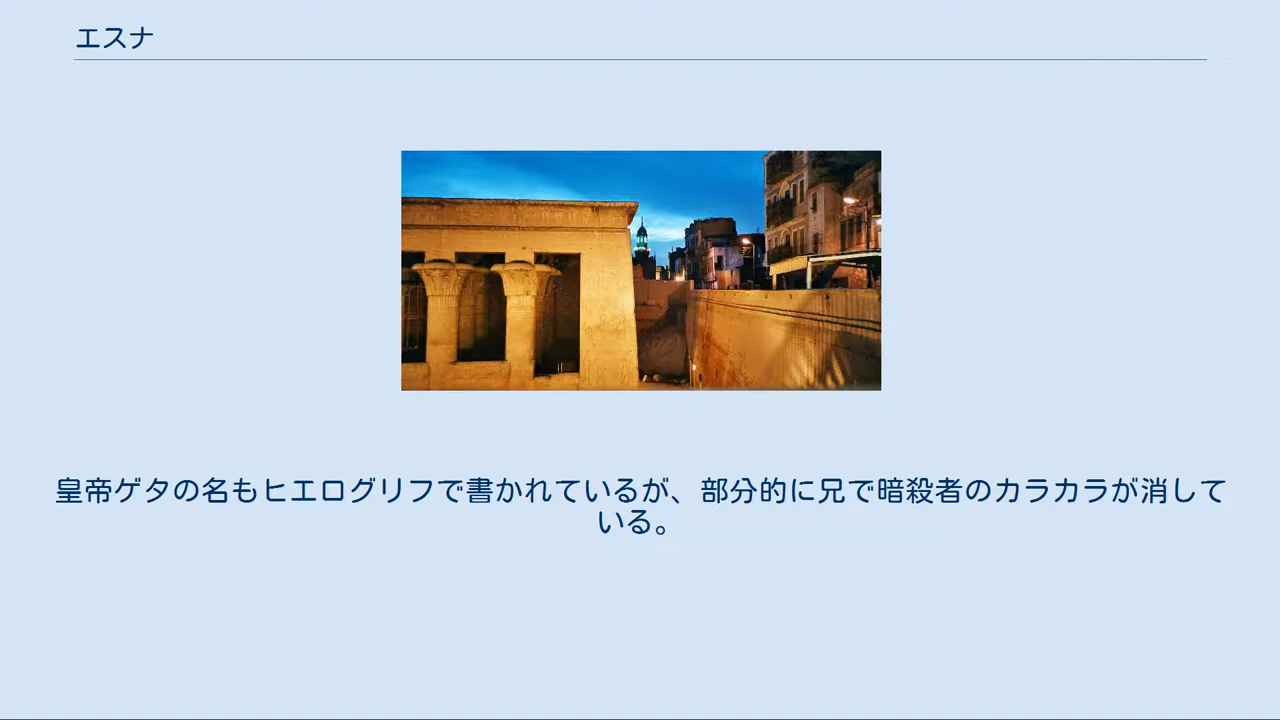 エスナ
皇帝ゲタの名もヒエログリフで書かれているが、部分的に兄で暗殺者のカラカラが消して
いる。